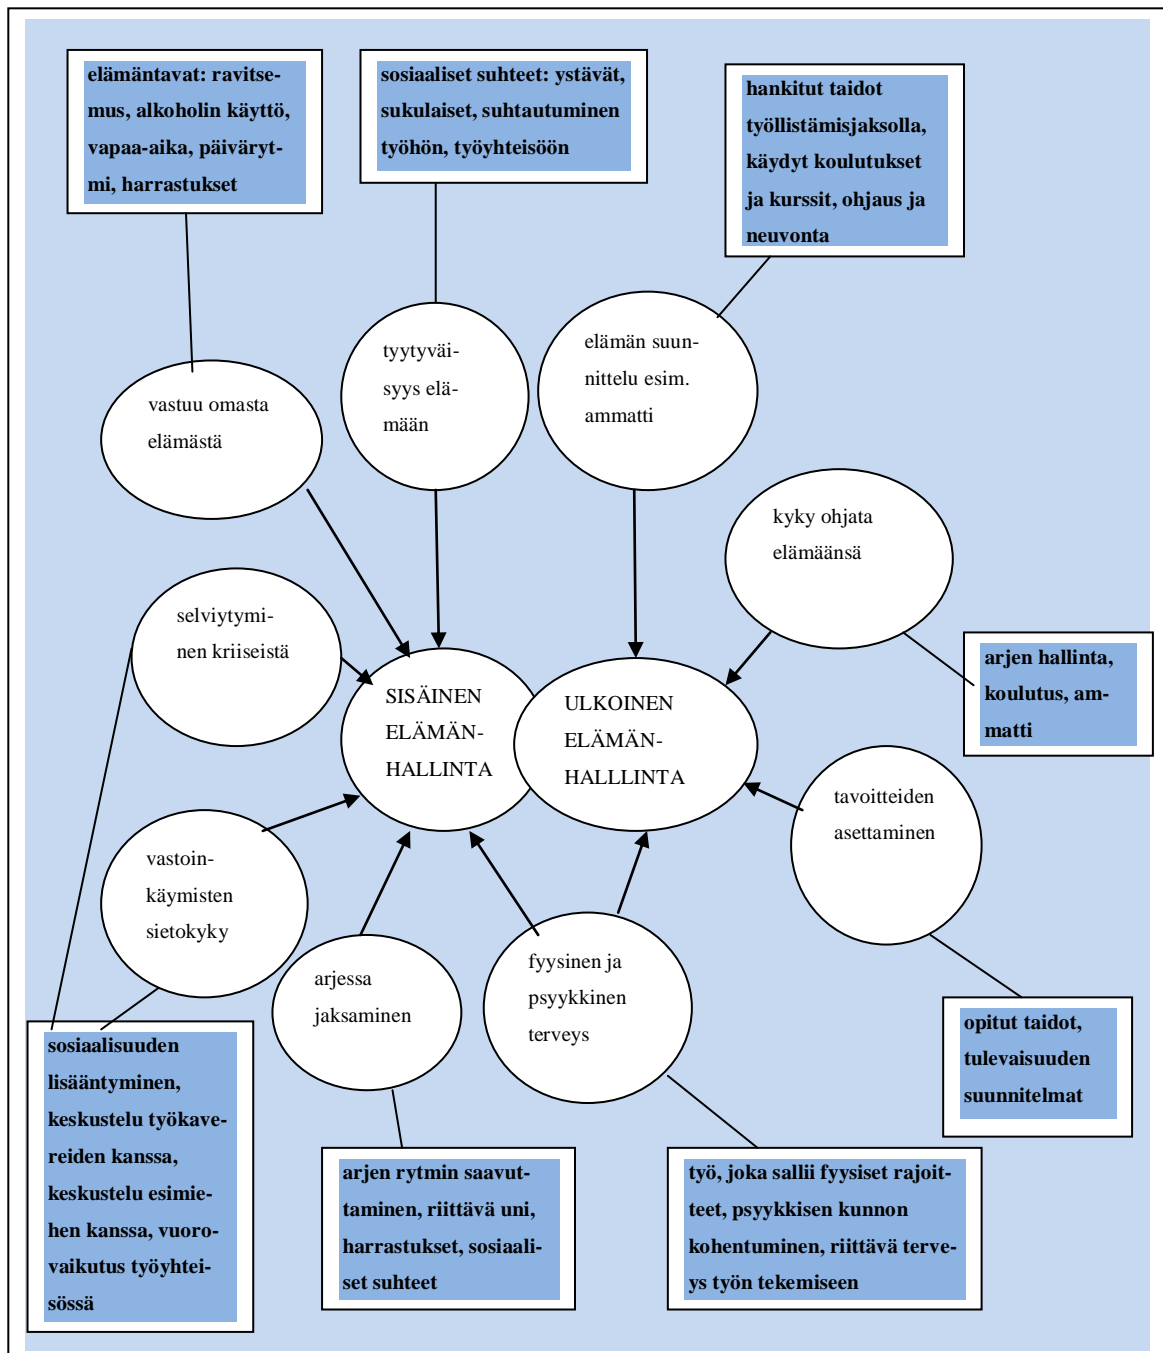 elämäntavat: ravitse-
mus, alkoholin käyttö,
vapaa-aika, päiväryt-
mi, harrastukset
sosiaaliset suhteet: ystävät,
sukulaiset, suhtautuminen
työhön, työyhteisöön
hankitut taidot
työllistämisjaksolla,
käydyt koulutukset
ja kurssit, ohjaus ja
neuvonta
vastuu omasta
elämästä
tyytyväi-
syys elä-
mään
elämän suun-
nittelu esim.
ammatti
kyky ohjata
elämäänsä
selviytymi-
nen kriiseistä
arjen hallinta,
koulutus, am-
matti
SISÄINEN
ELÄMÄN-
HALLINTA
ULKOINEN
ELÄMÄN-
HALLLINTA
tavoitteiden
asettaminen
vastoin-
käymisten
sietokyky
arjessa
jaksaminen
fyysinen ja
psyykkinen
terveys
opitut taidot,
tulevaisuuden
suunnitelmat
sosiaalisuuden
lisääntyminen,
keskustelu työkave-
reiden kanssa,
keskustelu esimie-
hen kanssa, vuoro-
vaikutus työyhtei-
sössä
arjen rytmin saavut-
taminen, riittävä uni,
harrastukset, sosiaali-
set suhteet
työ, joka sallii fyysiset rajoit-
teet, psyykkisen kunnon
kohentuminen, riittävä terve-
ys työn tekemiseen